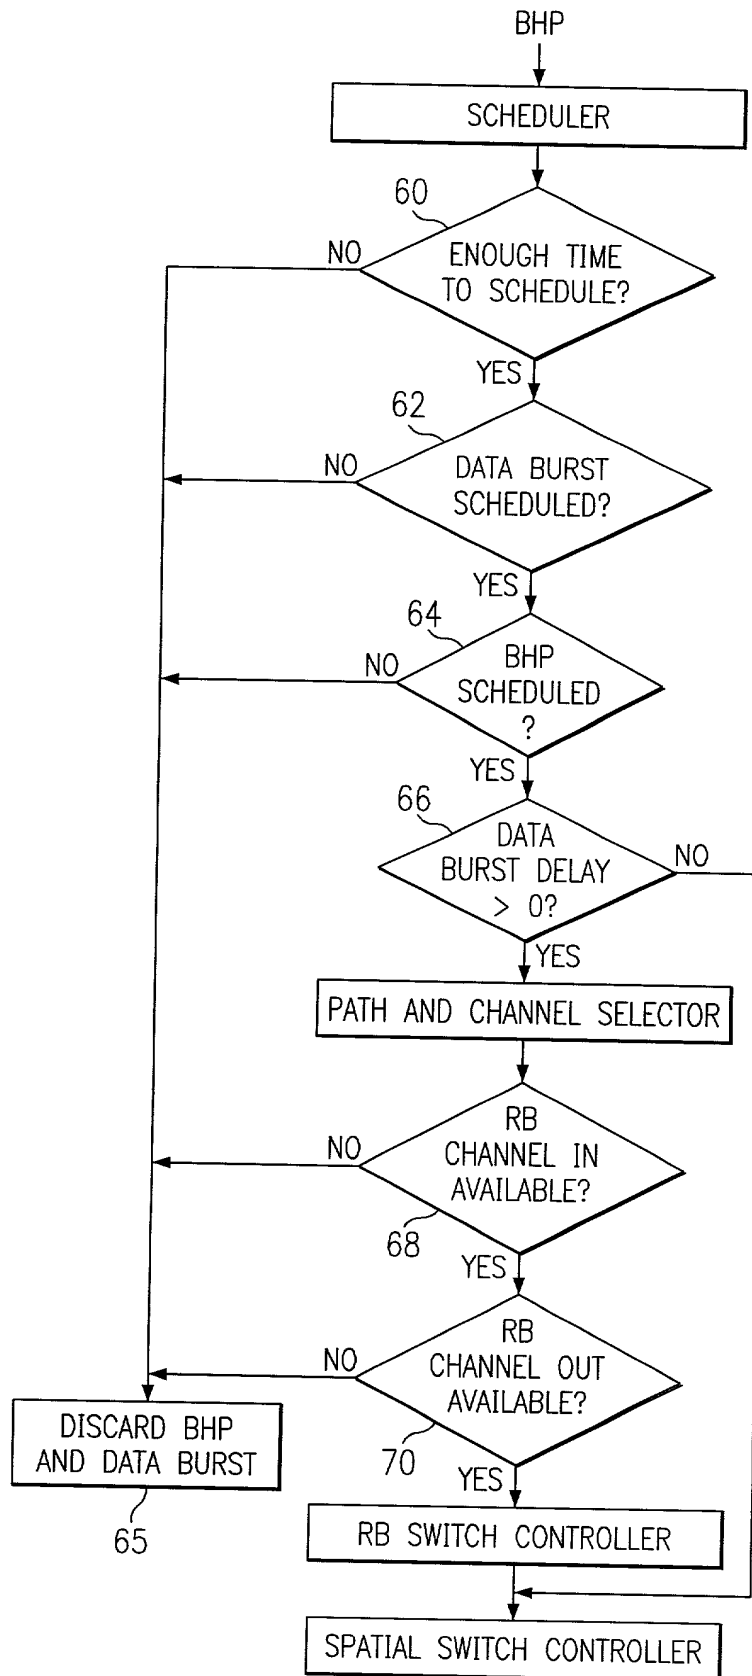 BHP
SCHEDULER
60
NO
ENOUGH TIME
TO SCHEDULE?
YES
62
NO
DATA BURST
SCHEDULED?
YES
64
NO
BHP
SCHEDULED
?
YES
66
DATA
BURST DELAY
> 0?
NO
YES
PATH AND CHANNEL SELECTOR
NO
RB
CHANNEL IN
AVAILABLE?
68
YES
NO
RB
CHANNEL OUT
AVAILABLE?
70
YES
DISCARD BHP
AND DATA BURST
65
RB SWITCH CONTROLLER
SPATIAL SWITCH CONTROLLER